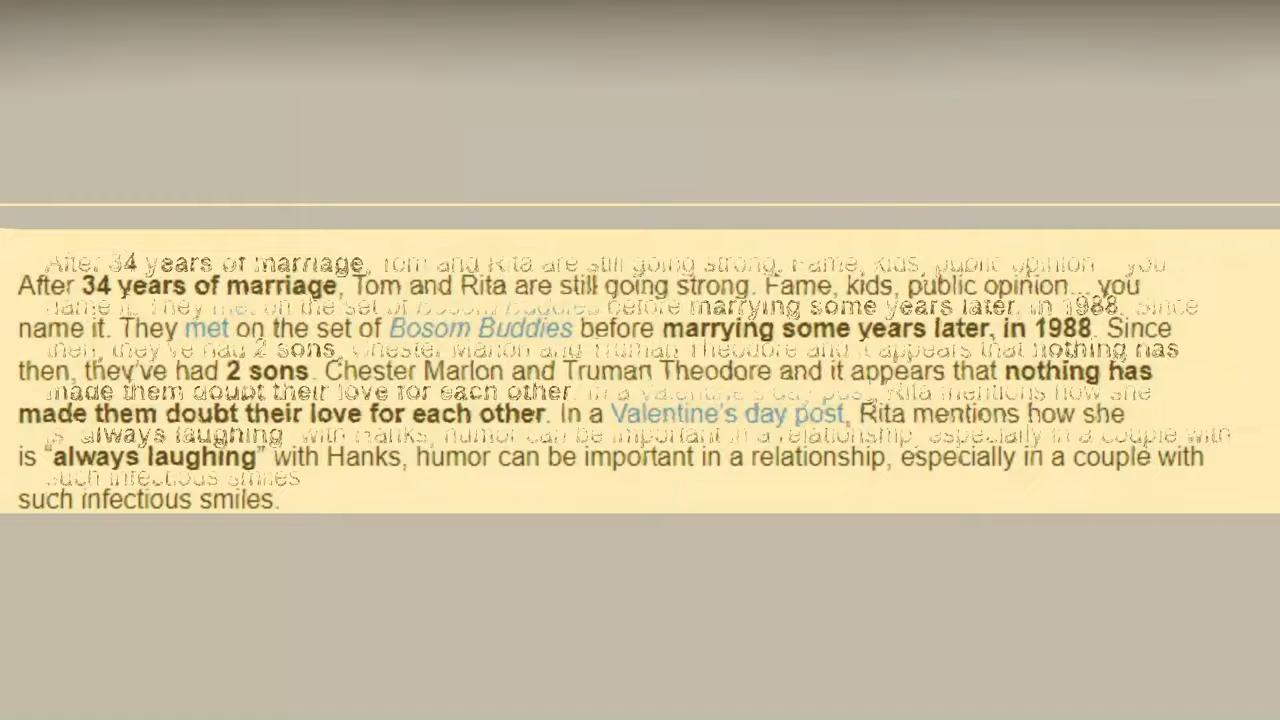 After 34 years of marriage, Tom and Rita are still going strong. Fame, kids, public opinion... you
name it. They met on the set of Bosom Buddies before marrying some years later, in 1988. Since
then, they've had 2 sons. Chester Marlon and Truman Theodore and it appears that nothing has
made them doubt their love for each other. In a Valentine's day post, Rita mentions how she
is “always laughing” with Hanks, humor can be important in a relationship, especially in a couple with
such infectious smiles.